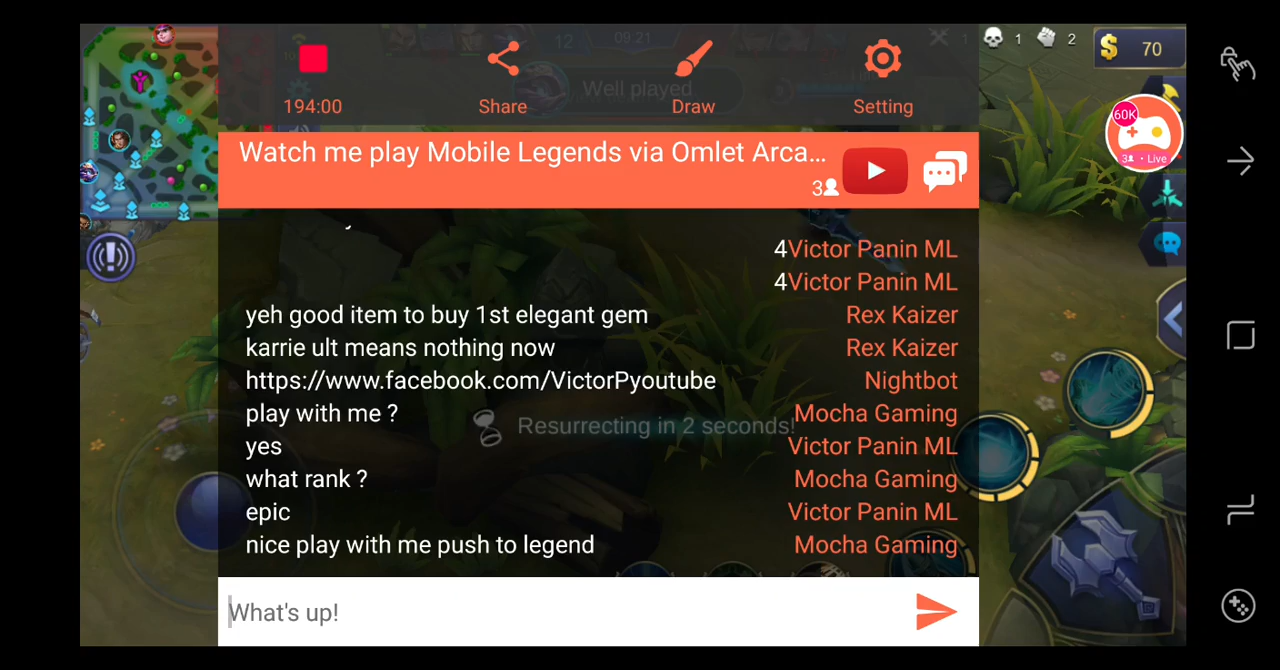 12 09:21 1 1 2 $ 70
Well played
194:00 Share Draw Setting
60K
3 • Live
Watch me play Mobile Legends via Omlet Arca...
3
4Victor Panin ML
4Victor Panin ML
yeh good item to buy 1st elegant gem Rex Kaizer
karrie ult means nothing now Rex Kaizer
https://www.facebook.com/VictorPyoutube Nightbot
play with me ? Mocha Gaming
Resurrecting in 2 seconds!
yes Victor Panin ML
what rank ? Mocha Gaming
epic Victor Panin ML
nice play with me push to legend Mocha Gaming
What's up!